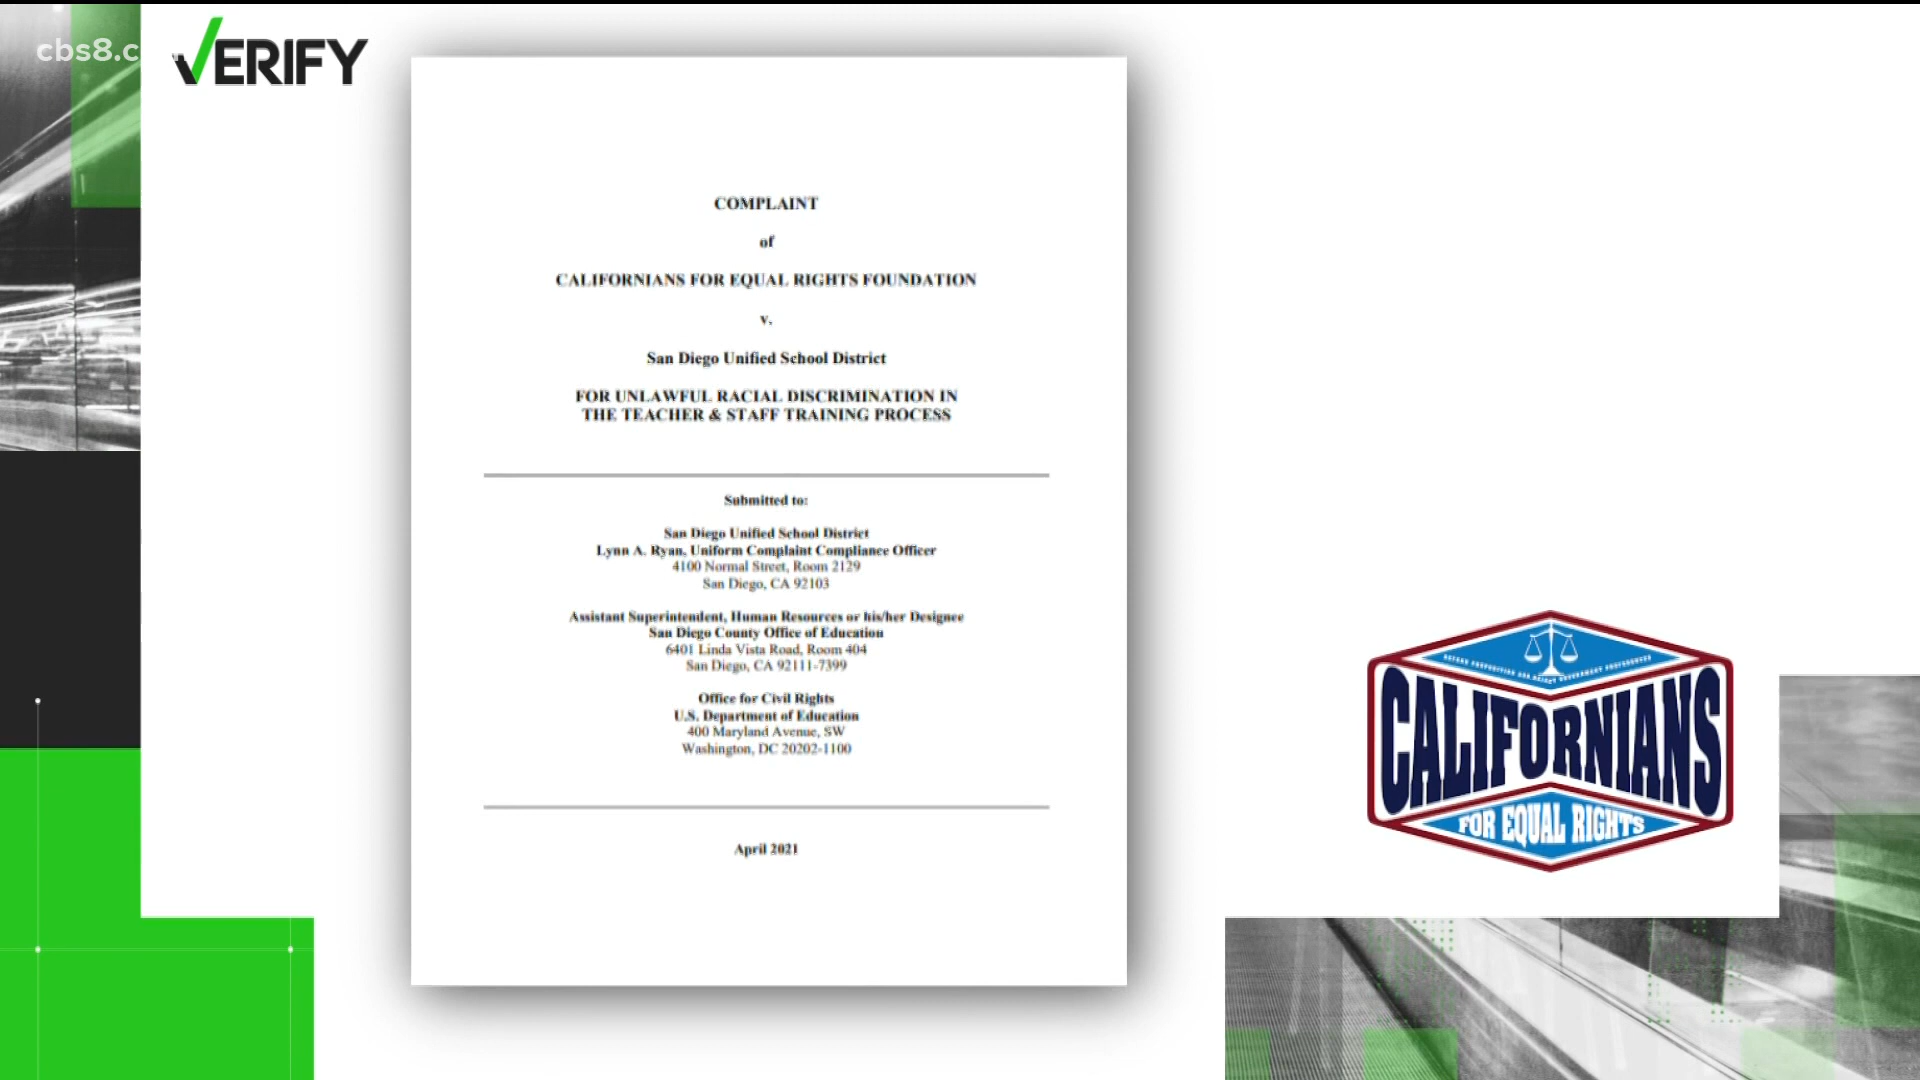 cbs8.c
VERIFY
COMPLAINT
of
CALIFORNIANS FOR EQUAL RIGHTS FOUNDATION
v.
San Diego Unified School District
FOR UNLAWFUL RACIAL DISCRIMINATION IN
THE TEACHER & STAFF TRAINING PROCESS
Submitted to:
San Diego Unified School District
Lynn A. Ryan, Uniform Complaint Compliance Officer
4100 Normal Street, Room 2129
San Diego, CA 92103
Assistant Superintendent, Human Resources or his/her Designee
San Diego County Office of Education
6401 Linda Vista Road, Room 404
San Diego, CA 92111-7399
Office for Civil Rights
U.S. Department of Education
400 Maryland Avenue, SW
Washington, DC 20202-1100
April 2021
CALIFORNIANS
FOR EQUAL RIGHTS